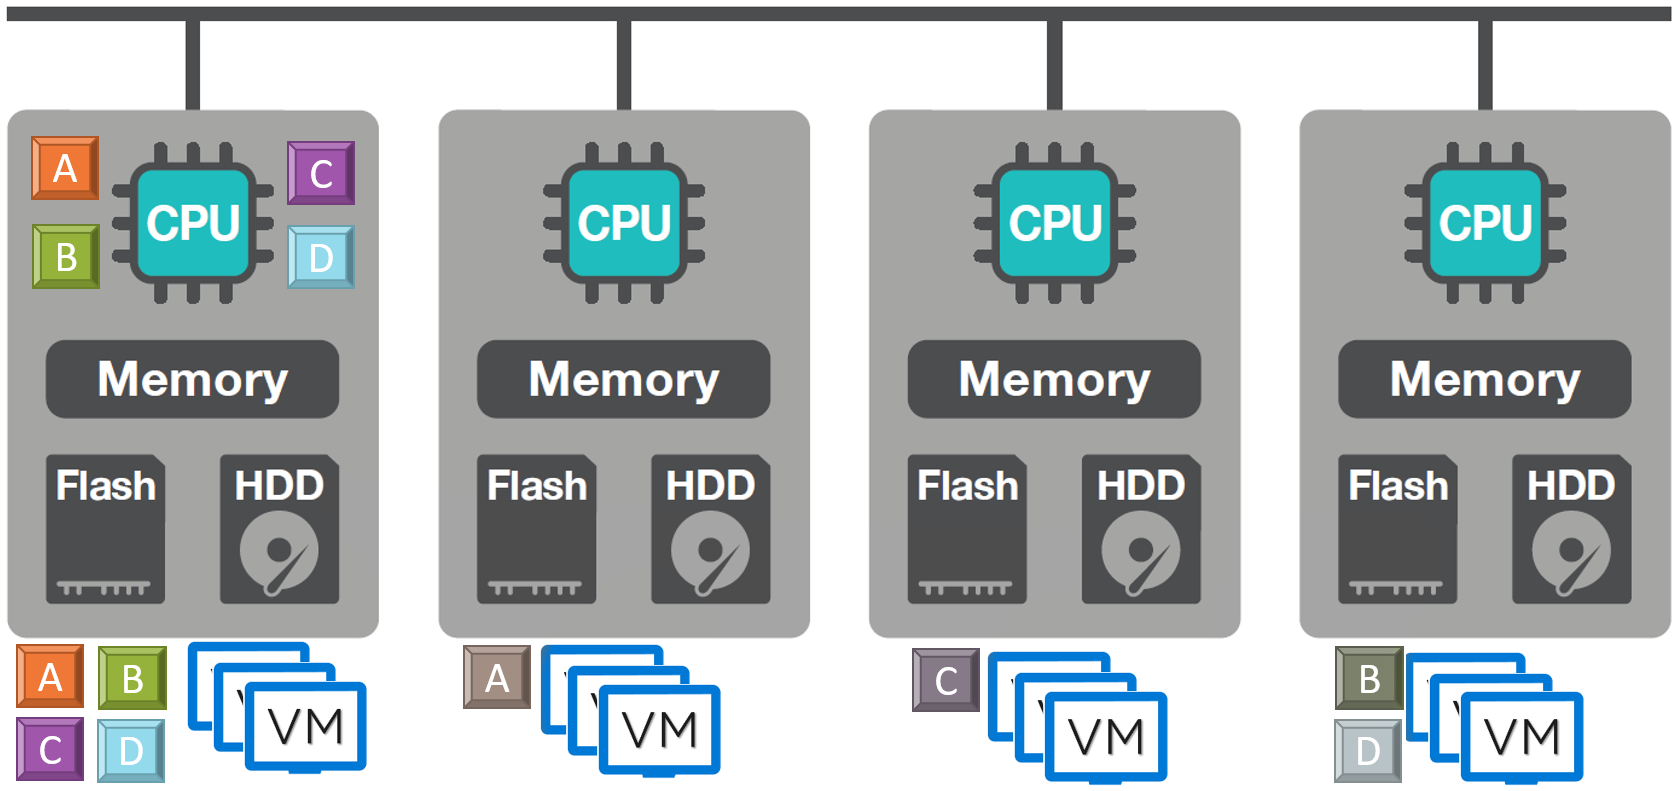 A
C
CPU
B
D
Memory
Flash
HDD
A
B
C
D
VM
CPU
Memory
Flash
HDD
A
VM
CPU
Memory
Flash
HDD
C
VM
CPU
Memory
Flash
HDD
B
D
VM